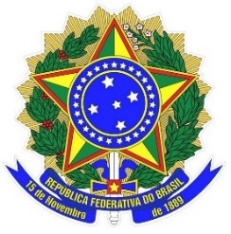 REPÚBLICA FEDERATIVA DO BRASIL
15 de Novembro
de 1889